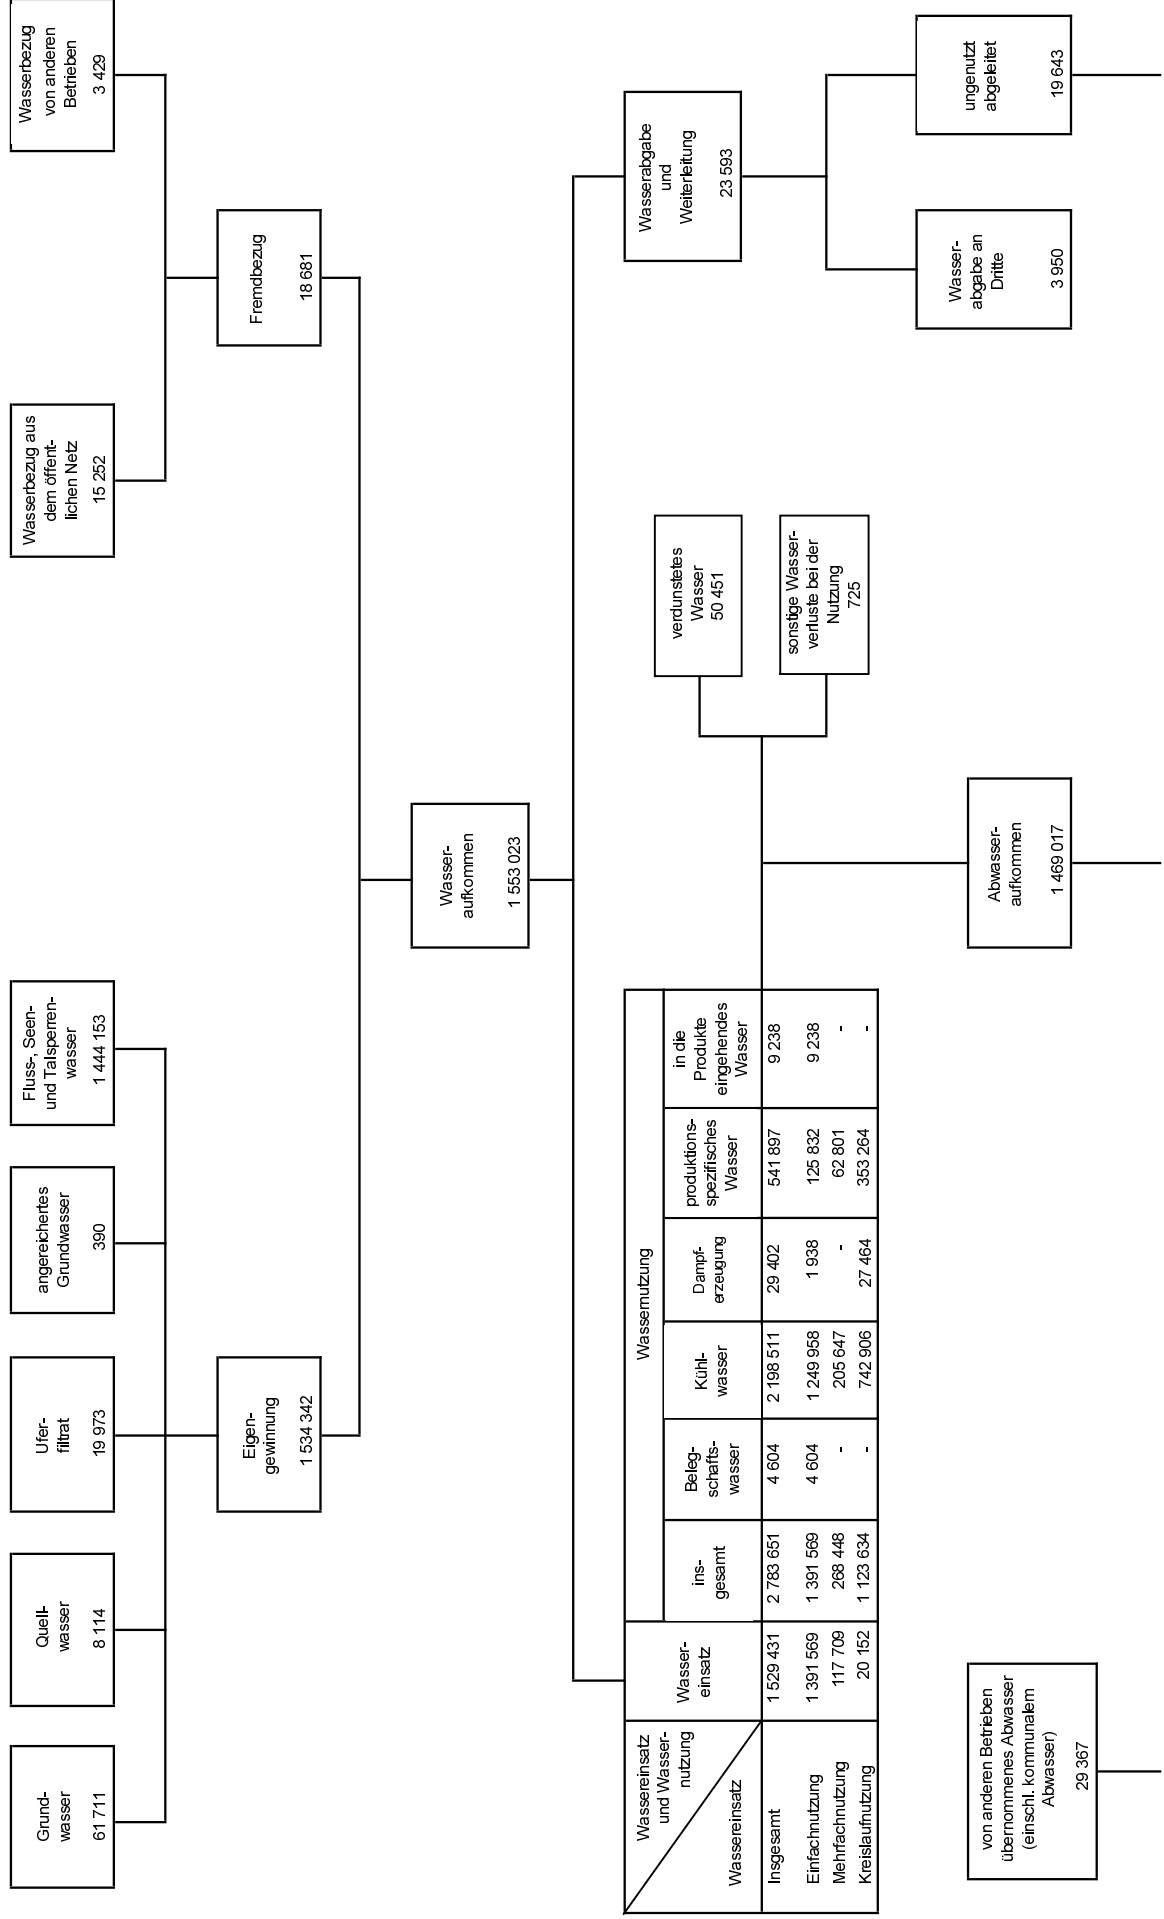 Grund-
wasser
61 711
Quell-
wasser
8 114
Ufer-
filtrat
19 973
angereichertes
Grundwasser
390
Fluss-, Seen-
und Talsperren-
wasser
1 444 153
Wasserbezug aus
dem öffent-
lichen Netz
15 252
Wasserbezug
von anderen
Betrieben
3 429
Eigen-
gewinnung
1 534 342
Fremdbezug
18 681
Wasser-
aufkommen
1 553 023
Wassereinsatz
und Wasser-
nutzung
Wassereinsatz
Wasser-
einsatz
Wassernutzung
ins-
gesamt
Beleg-
schafts-
wasser
Kühl-
wasser
Dampf-
erzeugung
produktions-
spezifisches
Wasser
in die
Produkte
eingehendes
Wasser
Insgesamt 1 529 431 2 783 651 4 604 2 198 511 29 402 541 897 9 238
Einfachnutzung 1 391 569 1 391 569 4 604 1 249 958 1 938 125 832 9 238
Mehrfachnutzung 117 709 268 448 - 205 647 - 62 801 -
Kreislaufnutzung 20 152 1 123 634 - 742 906 27 464 353 264 -
verdunstetes
Wasser
50 451
sonstige Wasser-
verluste bei der
Nutzung
725
Wasserabgabe
und
Weiterleitung
23 593
Wasser-
abgabe an
Dritte
3 950
ungenutzt
abgeleitet
19 643
von anderen Betrieben
übernommenes Abwasser
(einschl. kommunalem
Abwasser)
29 367
Abwasser-
aufkommen
1 469 017